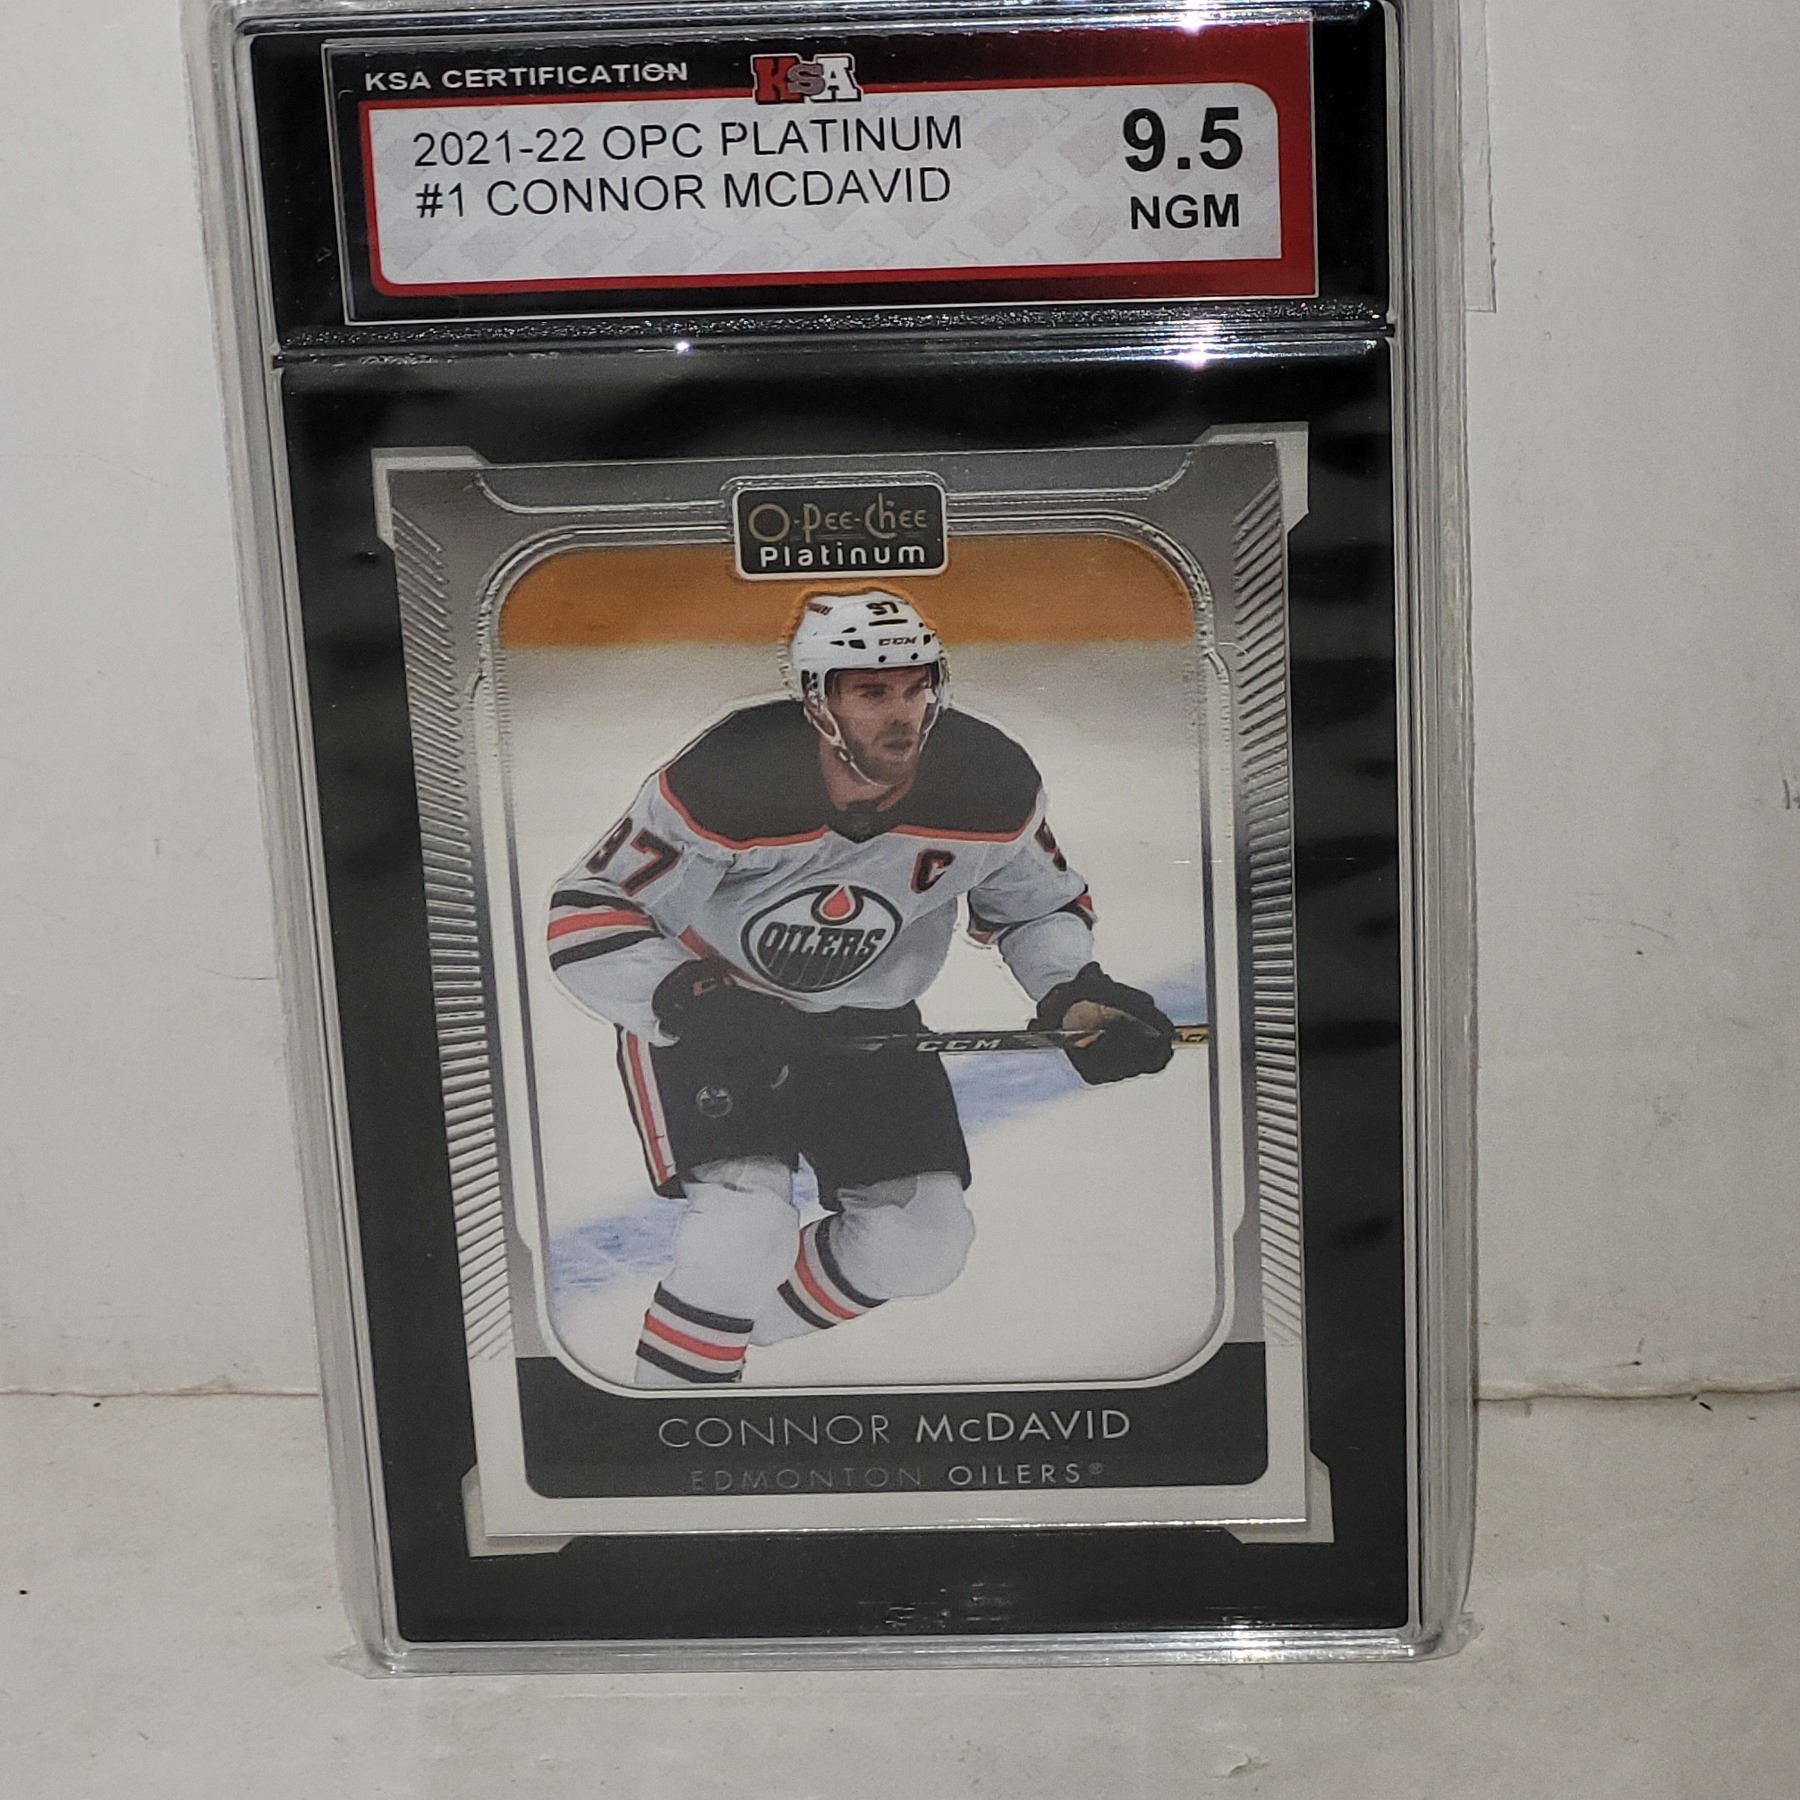 KSA CERTIFICATION KSA
2021-22 OPC PLATINUM 9.5
#1 CONNOR MCDAVID NGM
O-Pee-Chee
Platinum
97
CCM
97
C
OILERS
CCM
CONNOR McDAVID
EDMONTON OILERS®